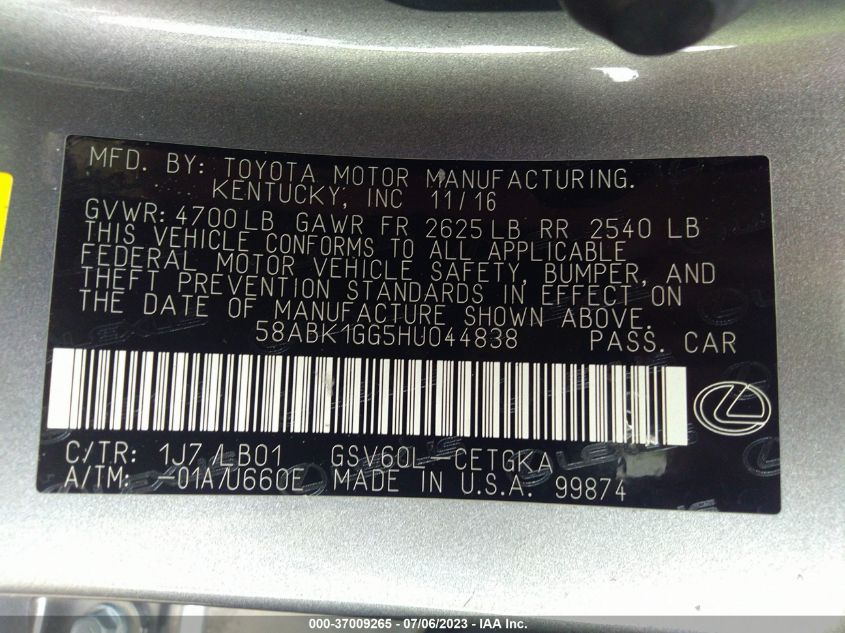 MFD. BY: TOYOTA MOTOR MANUFACTURING.
KENTUCKY, INC 11/16
GVWR: 4700LB GAWR FR 2625LB RR 2540 LB
THIS VEHICLE CONFORMS TO ALL APPLICABLE
FEDERAL MOTOR VEHICLE SAFETY, BUMPER, AND
THEFT PREVENTION STANDARDS IN EFFECT ON
THE DATE OF MANUFACTURE SHOWN ABOVE.
58ABK1GG5HU044838 PASS. CAR
C/TR: 1J7 /LB01 GSV60L-CETGKA
A/TM: -01A/U660E MADE IN U.S.A. 99874
000-37009265 - 07/06/2023 - IAA Inc.